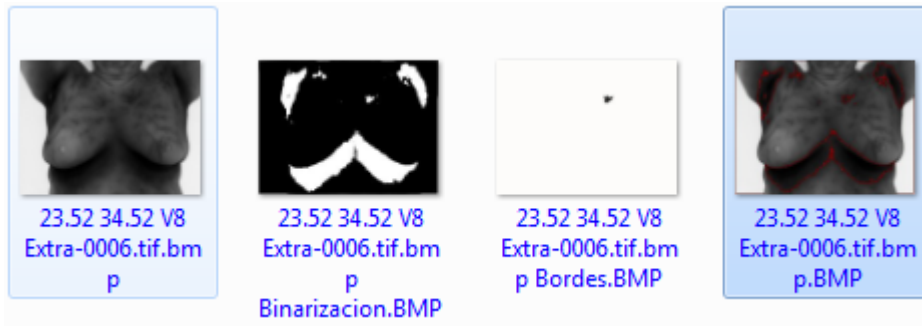 23.52 34.52 V8
Extra-0006.tif.bm
p
23.52 34.52 V8
Extra-0006.tif.bm
p
Binarizacion.BMP
23.52 34.52 V8
Extra-0006.tif.bm
p Bordes.BMP
23.52 34.52 V8
Extra-0006.tif.bm
p.BMP